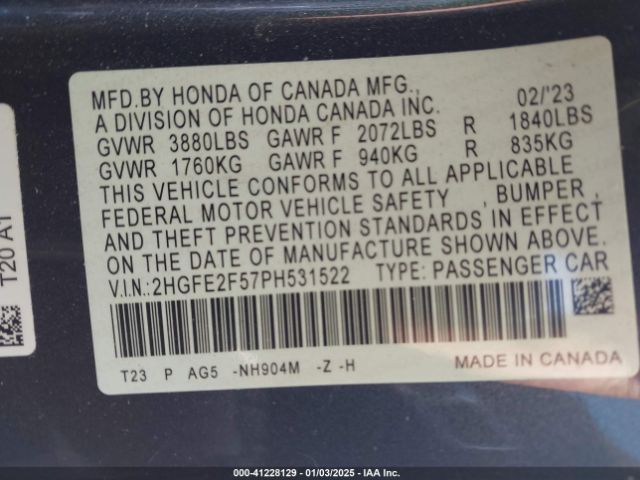 MFD.BY HONDA OF CANADA MFG.,
A DIVISION OF HONDA CANADA INC. 02/'23
GVWR 3880LBS GAWR F 2072LBS R 1840LBS
GVWR 1760KG GAWR F 940KG R 835KG
THIS VEHICLE CONFORMS TO ALL APPLICABLE
FEDERAL MOTOR VEHICLE SAFETY , BUMPER ,
AND THEFT PREVENTION STANDARDS IN EFFECT
ON THE DATE OF MANUFACTURE SHOWN ABOVE.
V.I.N.:2HGFE2F57PH531522 TYPE: PASSENGER CAR
T23 P AG5 -NH904M -Z -H
MADE IN CANADA
T20 A1
00-41228129 - 01/03/2025 - IAA Inc.